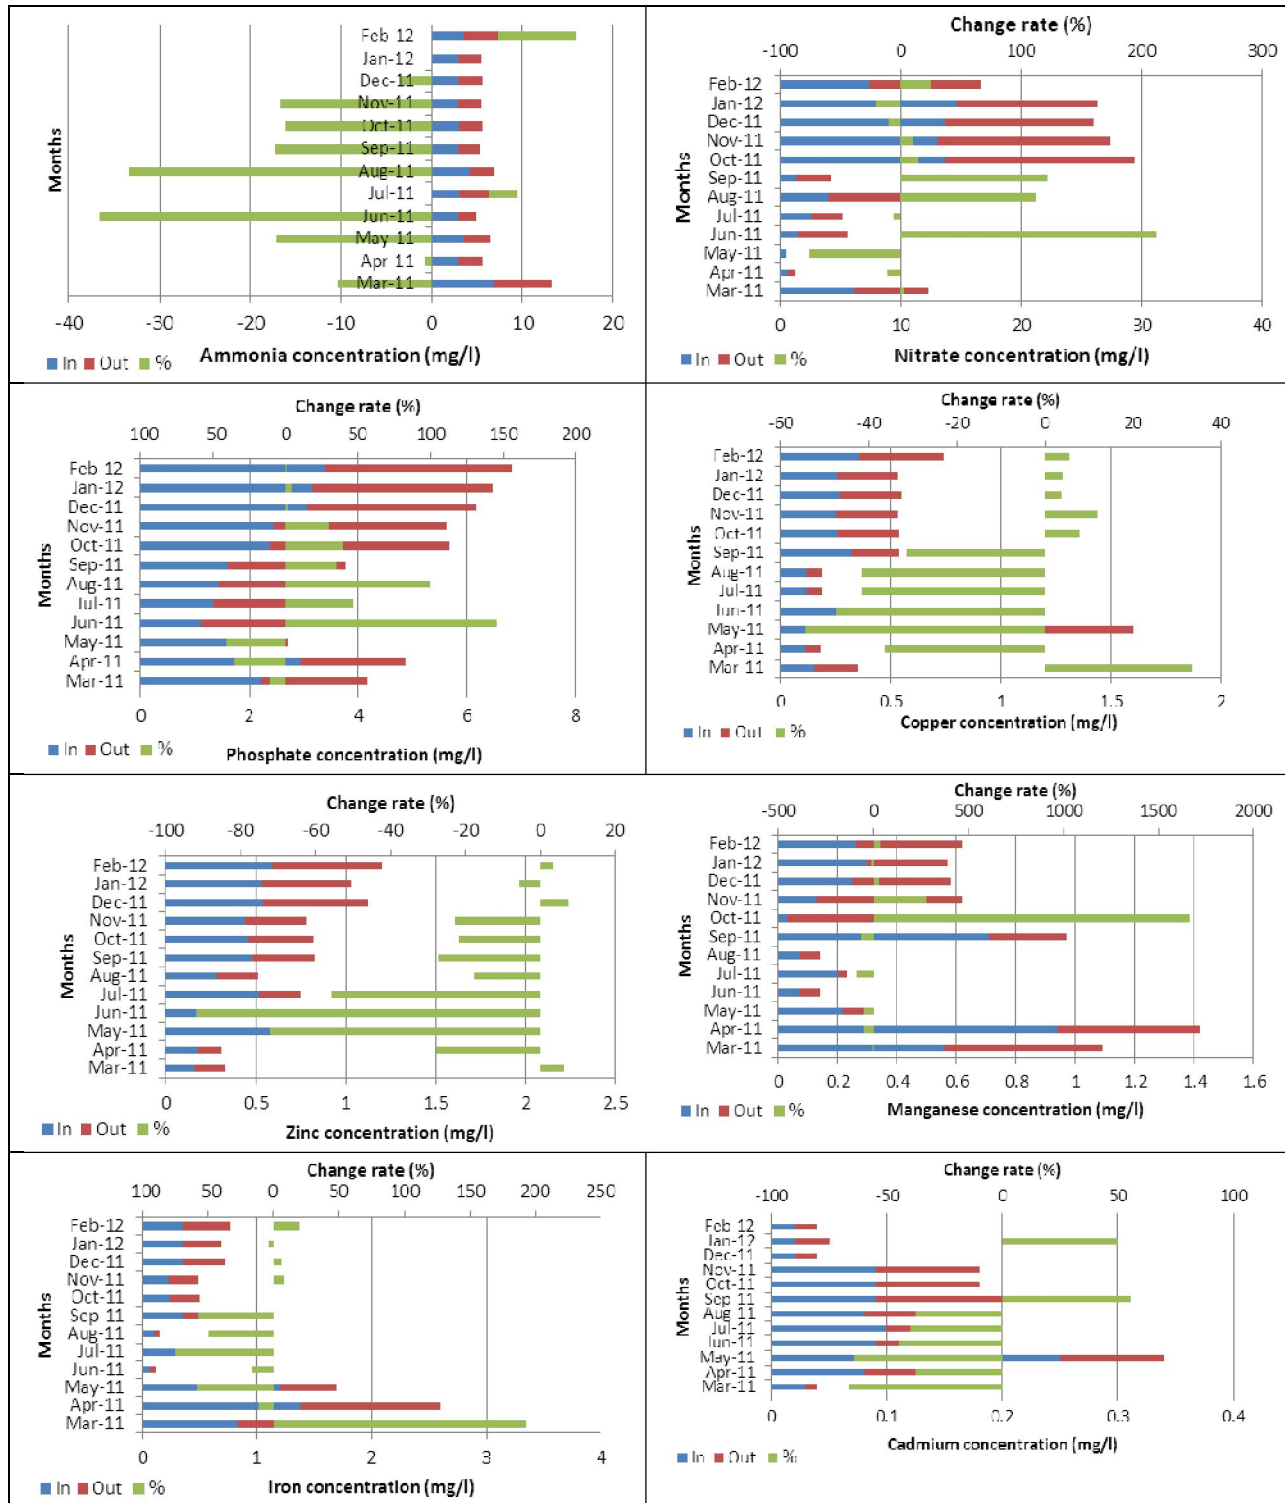 Feb-12
Jan-12
Dec-11
Nov-11
Oct-11
Sep-11
Aug-11
Jul-11
Jun-11
May-11
Apr-11
Mar-11
Months
-40 -30 -20 -10 0 10 20
In Out %
Ammonia concentration (mg/l)
Change rate (%)
-100 0 100 200 300
Feb-12
Jan-12
Dec-11
Nov-11
Oct-11
Sep-11
Aug-11
Jul-11
Jun-11
May-11
Apr-11
Mar-11
Months
0 10 20 30 40
In Out %
Nitrate concentration (mg/l)
Change rate (%)
100 50 0 50 100 150 200
Feb-12
Jan-12
Dec-11
Nov-11
Oct-11
Sep-11
Aug-11
Jul-11
Jun-11
May-11
Apr-11
Mar-11
Months
0 2 4 6 8
In Out %
Phosphate concentration (mg/l)
Change rate (%)
-50 -40 -20 0 20 40
Feb-12
Jan-12
Dec-11
Nov-11
Oct-11
Sep-11
Aug-11
Jul-11
Jun-11
May-11
Apr-11
Mar 11
Months
0 0.5 1 1.5 2
Copper concentration (mg/l)
In Out %
Change rate (%)
-100 -80 -60 -40 -20 0 20
Feb-12
Jan-12
Dec-11
Nov-11
Oct-11
Sep-11
Aug-11
Jul-11
Jun-11
May-11
Apr-11
Mar-11
Months
0 0.5 1 1.5 2 2.5
In Out %
Zinc concentration (mg/l)
Change rate (%)
-500 0 500 1000 1500 2000
Feb-12
Jan-12
Dec-11
Nov-11
Oct-11
Sep-11
Aug-11
Jul-11
Jun-11
May-11
Apr-11
Mar-11
Months
0 0.2 0.4 0.6 0.8 1 1.2 1.4 1.6
In Out %
Manganese concentration (mg/l)
Change rate (%)
100 50 0 50 100 150 200 250
Feb-12
Jan-12
Dec-11
Nov-11
Oct-11
Sep-11
Aug-11
Jul-11
Jun-11
May-11
Apr-11
Mar-11
Months
0 1 2 3 4
In Out %
Iron concentration (mg/l)
Change rate (%)
-100 -50 0 50 100
Feb 12
Jan-12
Dec-11
Nov-11
Oct-11
Sep 11
Aug 11
Jul-11
Jun-11
May-11
Apr-11
Mar-11
Months
0 0.1 0.2 0.3 0.4
Cadmium concentration (mg/l)
In Out %